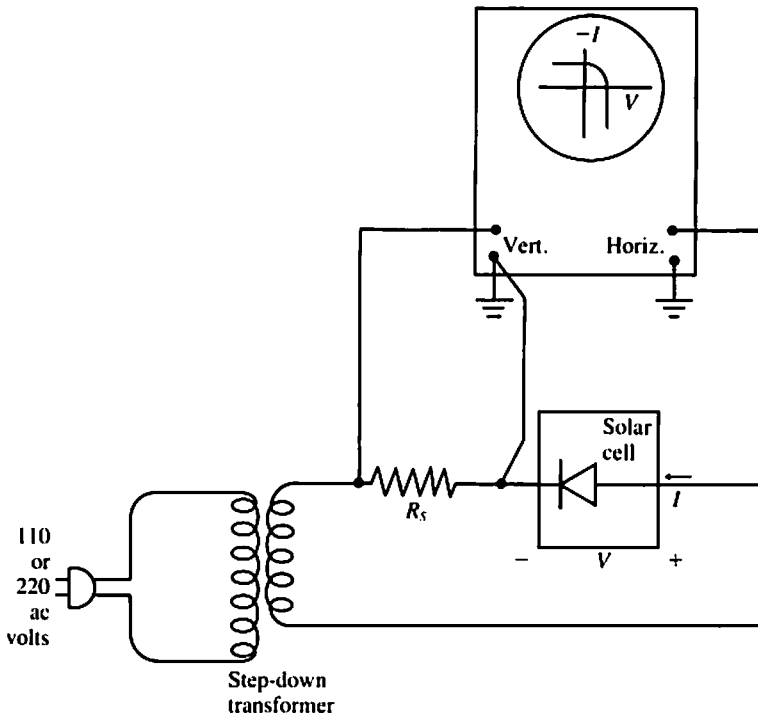 −I
V
Vert.
Horiz.
Solar
cell
I
R_s
− V +
110
or
220
ac
volts
Step-down
transformer